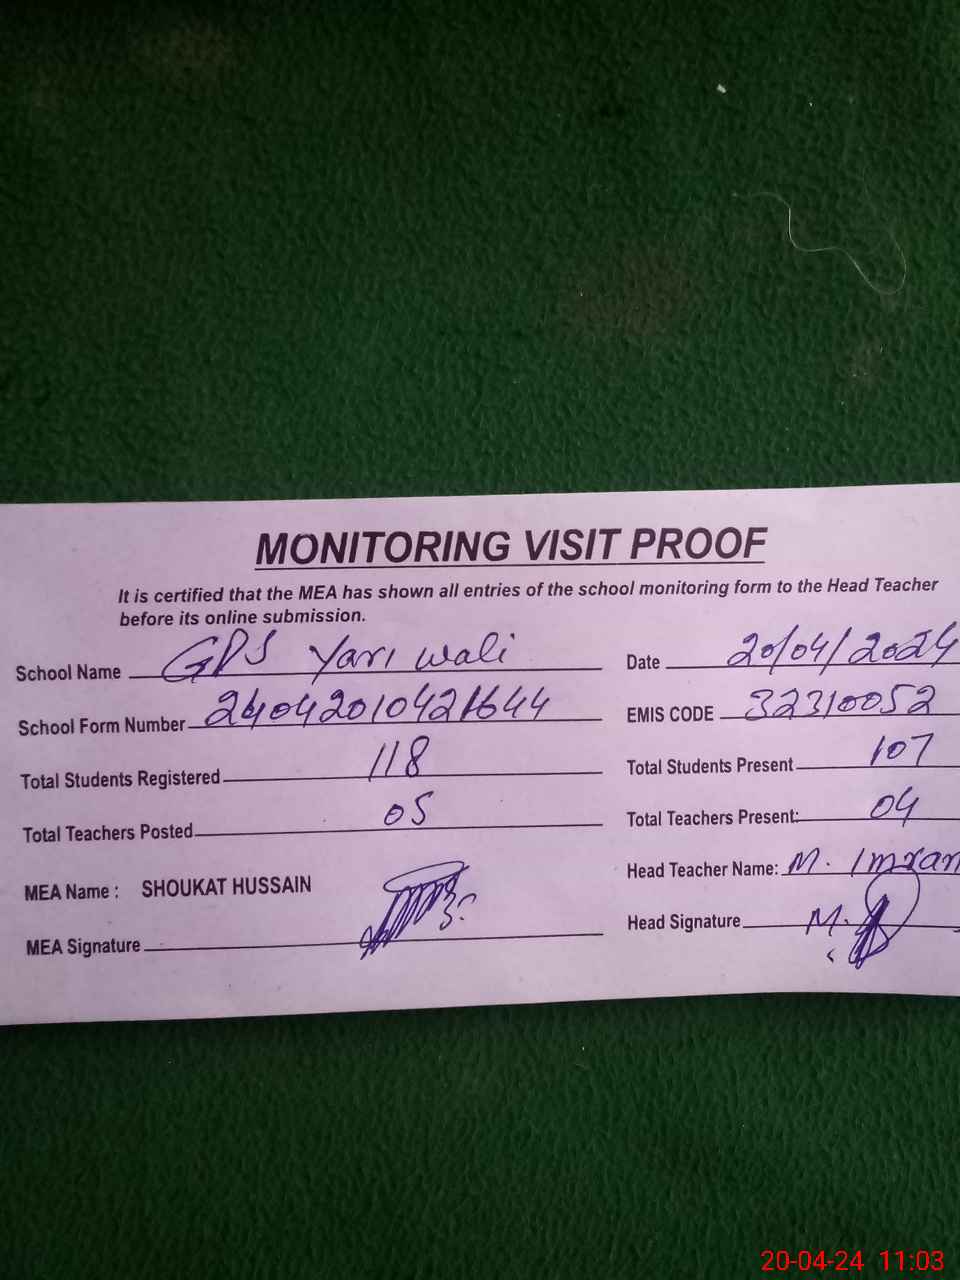 MONITORING VISIT PROOF
It is certified that the MEA has shown all entries of the school monitoring form to the Head Teacher
before its online submission.
School Name GPS Yari wali Date 20/04/2024
School Form Number 24042010421644 EMIS CODE 32310052
Total Students Registered 118 Total Students Present 107
Total Teachers Posted 05 Total Teachers Present: 04
MEA Name : SHOUKAT HUSSAIN Head Teacher Name: M. Imran
MEA Signature Head Signature M.
20-04-24 11:03